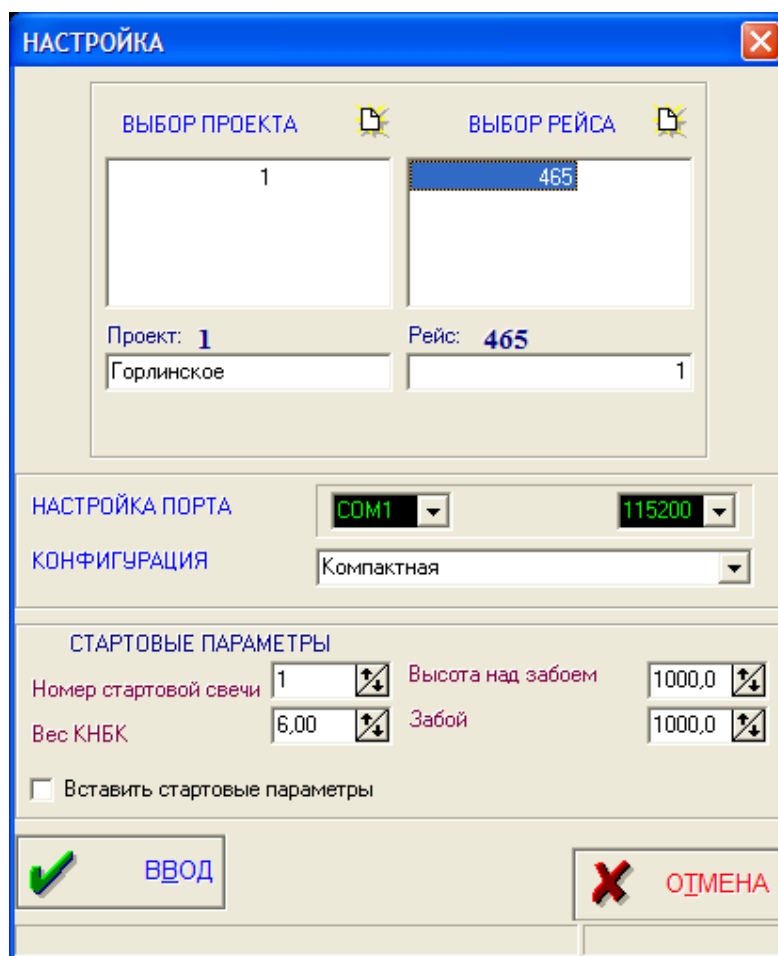 НАСТРОЙКА
ВЫБОР ПРОЕКТА ВЫБОР РЕЙСА
1 465
Проект: 1 Рейс: 465
Горлинское 1
НАСТРОЙКА ПОРТА COM1 115200
КОНФИГУРАЦИЯ Компактная
СТАРТОВЫЕ ПАРАМЕТРЫ
Номер стартовой свечи 1 Высота над забоем 1000,0
Вес КНБК 6,00 Забой 1000,0
Вставить стартовые параметры
ВВОД ОТМЕНА